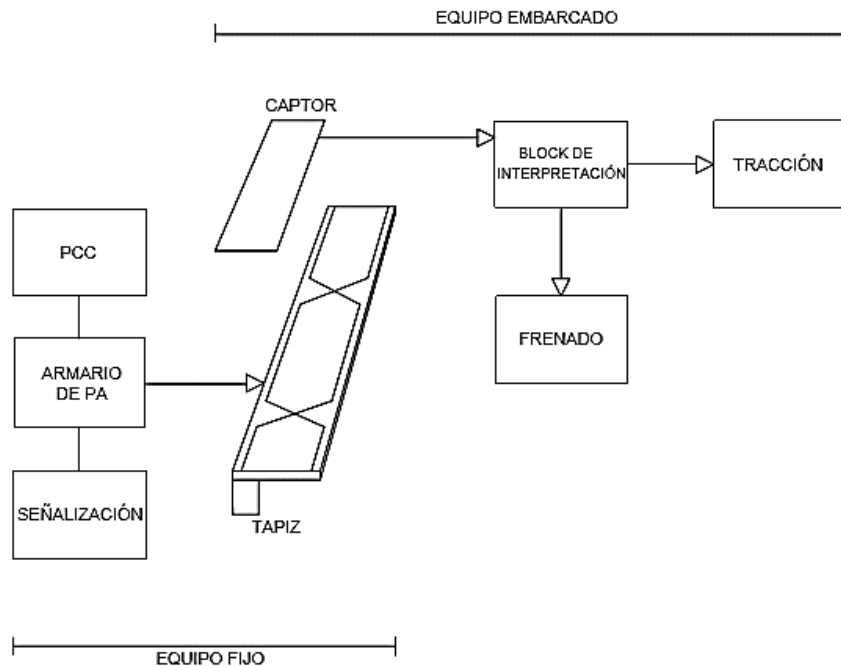 EQUIPO EMBARCADO
CAPTOR
BLOCK DE
INTERPRETACIÓN
TRACCIÓN
PCC
FRENADO
ARMARIO
DE PA
SEÑALIZACIÓN
TAPIZ
EQUIPO FIJO